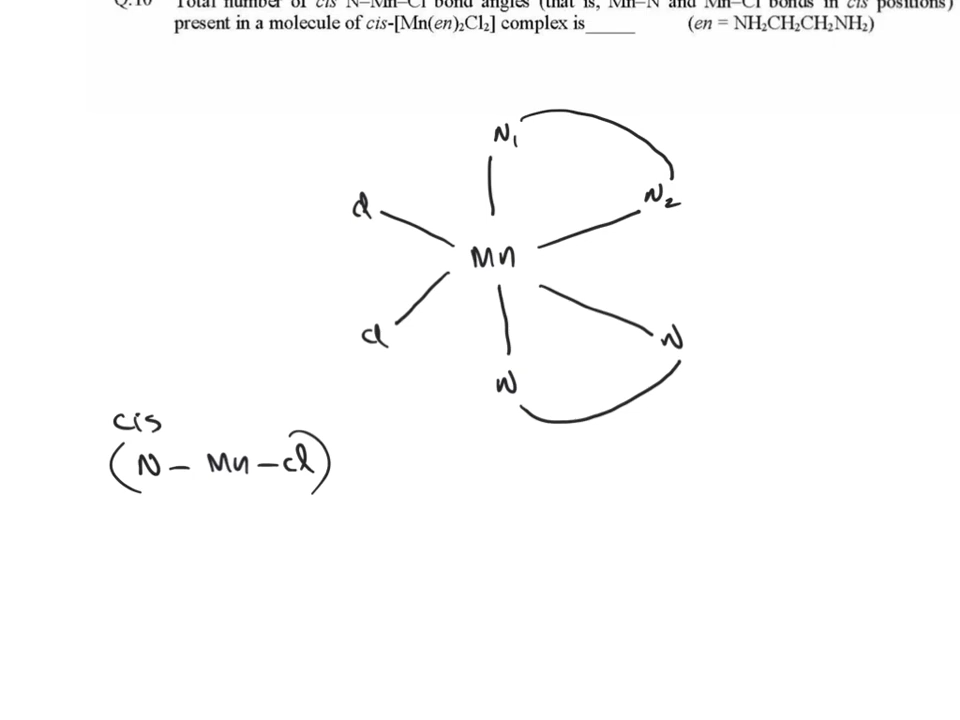 Q.16 Total number of cis N–Mn–Cl bond angles (that is, Mn–N and Mn–Cl bonds in cis positions)
present in a molecule of cis-[Mn(en)₂Cl₂] complex is_____ (en = NH₂CH₂CH₂NH₂)
N₁
Cl
N₂
Mn
Cl
N
N
cis
(N – Mn – Cl)